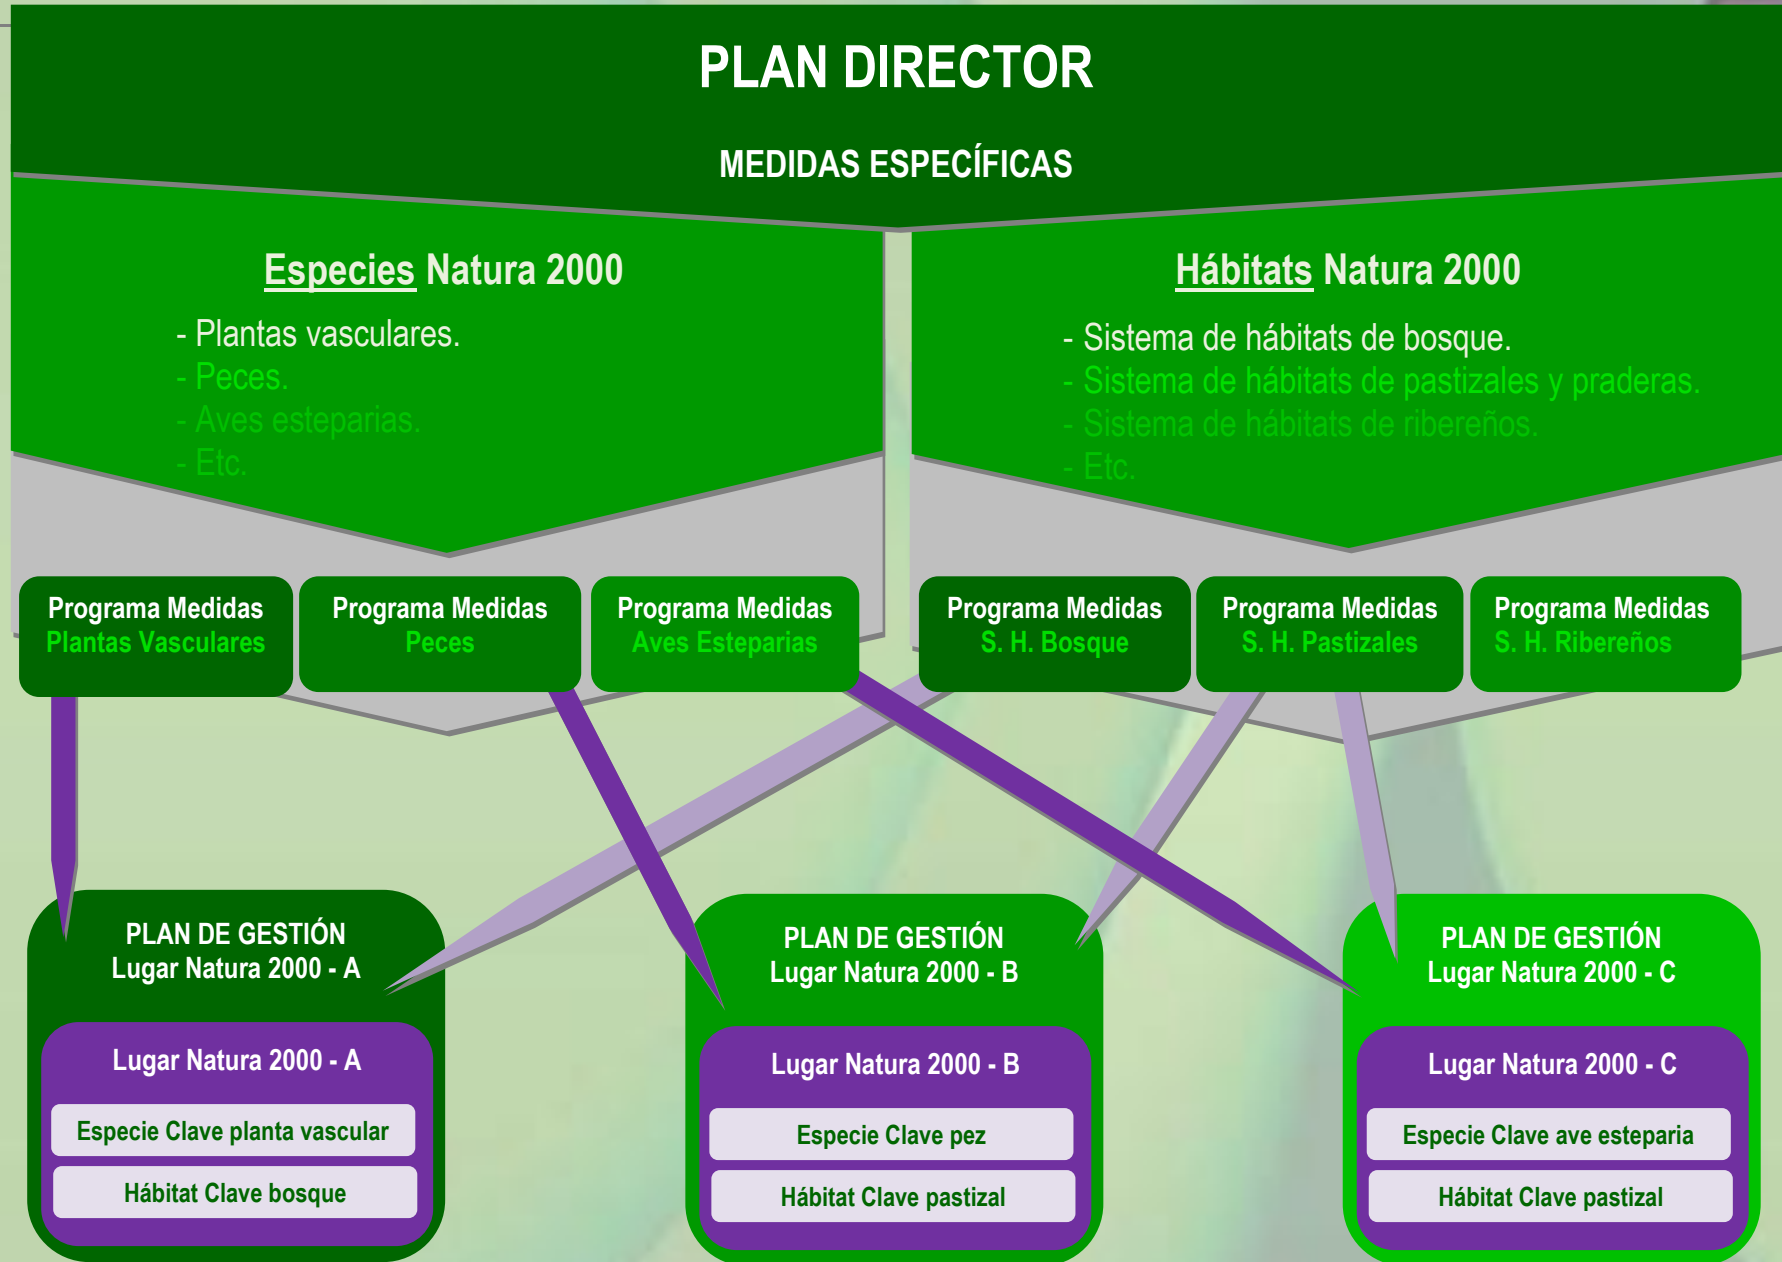 PLAN DIRECTOR
MEDIDAS ESPECÍFICAS
Especies Natura 2000
- Plantas vasculares.
- Peces.
- Aves esteparias.
- Etc.
Hábitats Natura 2000
- Sistema de hábitats de bosque.
- Sistema de hábitats de pastizales y praderas.
- Sistema de hábitats de ribereños.
- Etc.
Programa Medidas
Plantas Vasculares
Programa Medidas
Peces
Programa Medidas
Aves Esteparias
Programa Medidas
S. H. Bosque
Programa Medidas
S. H. Pastizales
Programa Medidas
S. H. Ribereños
PLAN DE GESTIÓN
Lugar Natura 2000 - A
Lugar Natura 2000 - A
Especie Clave planta vascular
Hábitat Clave bosque
PLAN DE GESTIÓN
Lugar Natura 2000 - B
Lugar Natura 2000 - B
Especie Clave pez
Hábitat Clave pastizal
PLAN DE GESTIÓN
Lugar Natura 2000 - C
Lugar Natura 2000 - C
Especie Clave ave esteparia
Hábitat Clave pastizal